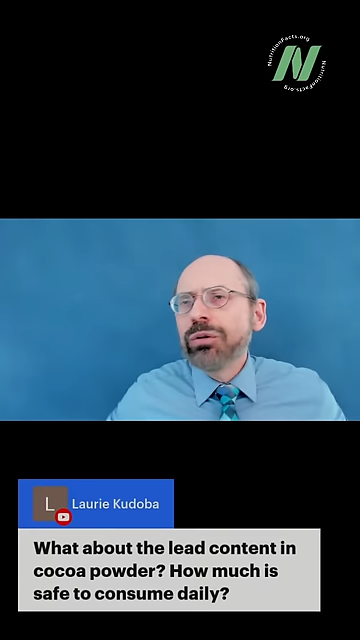 NutritionFacts.org
NutritionFacts.org
L
Laurie Kudoba
What about the lead content in
cocoa powder? How much is
safe to consume daily?